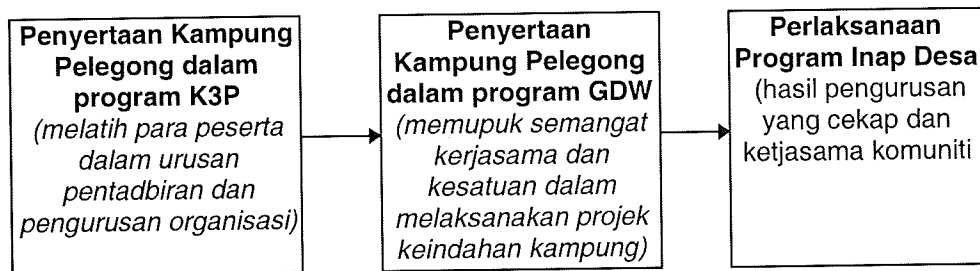 Penyertaan Kampung
Pelegong dalam
program K3P
(melatih para peserta
dalam urusan
pentadbiran dan
pengurusan organisasi)
Penyertaan
Kampung Pelegong
dalam program GDW
(memupuk semangat
kerjasama dan
kesatuan dalam
melaksanakan projek
keindahan kampung)
Perlaksanaan
Program Inap Desa
(hasil pengurusan
yang cekap dan
ketjasama komuniti